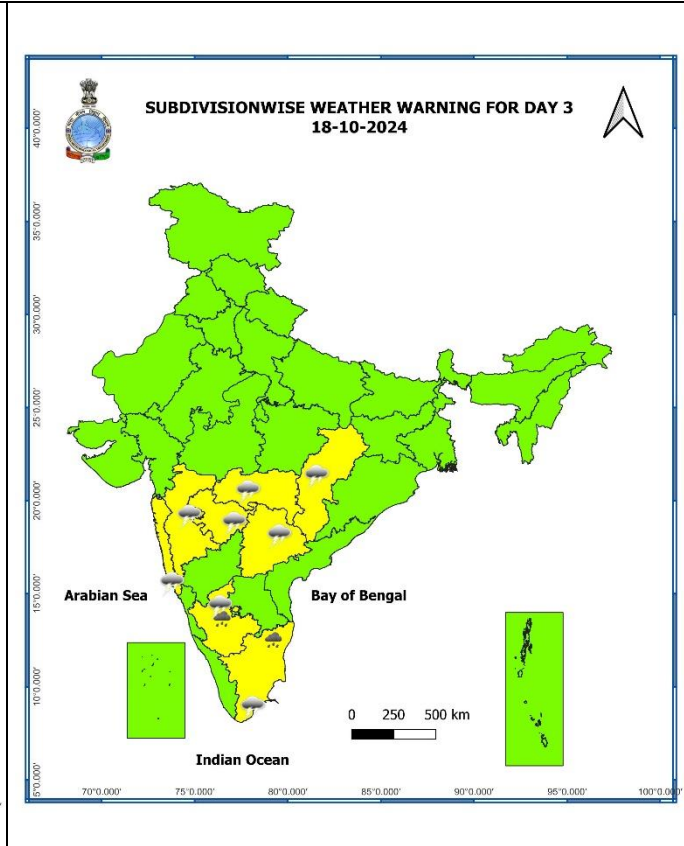 SUBDIVISIONWISE WEATHER WARNING FOR DAY 3
18-10-2024
40°0.000'
35°0.000'
30°0.000'
25°0.000'
20°0.000'
15°0.000'
10°0.000'
5°0.000'
Arabian Sea
Bay of Bengal
0 250 500 km
Indian Ocean
70°0.000' 75°0.000' 80°0.000' 85°0.000' 90°0.000' 95°0.000' 100°0.000'